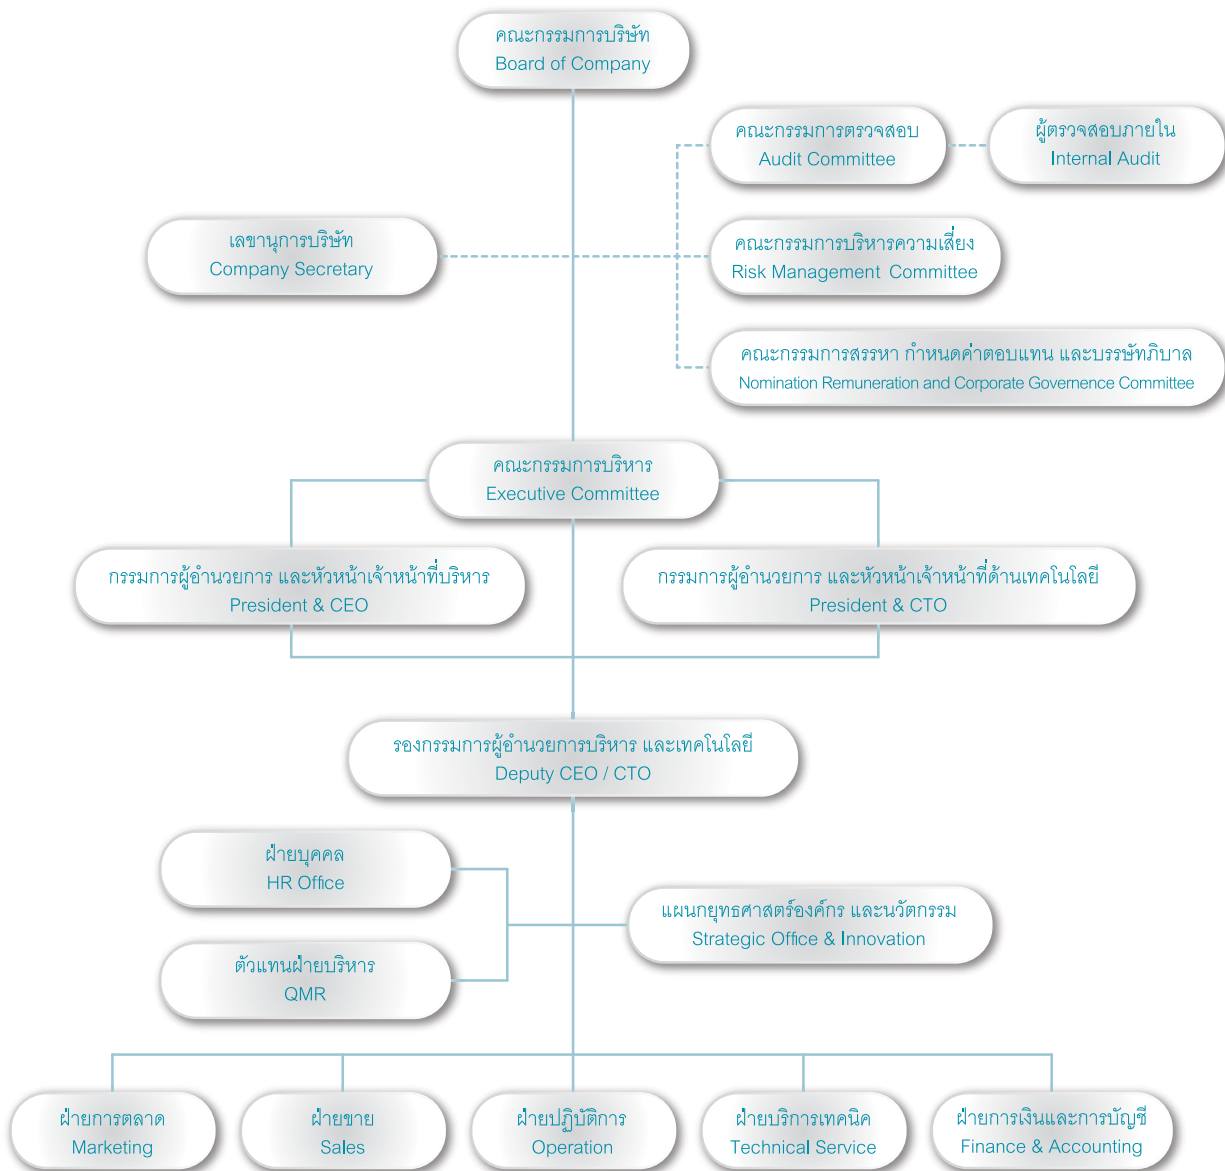 คณะกรรมการบริษัท
Board of Company
คณะกรรมการตรวจสอบ
Audit Committee
ผู้ตรวจสอบภายใน
Internal Audit
เลขานุการบริษัท
Company Secretary
คณะกรรมการบริหารความเสี่ยง
Risk Management Committee
คณะกรรมการสรรหา กำหนดค่าตอบแทน และบรรษัทภิบาล
Nomination Remuneration and Corporate Governence Committee
คณะกรรมการบริหาร
Executive Committee
กรรมการผู้อำนวยการ และหัวหน้าเจ้าหน้าที่บริหาร
President & CEO
กรรมการผู้อำนวยการ และหัวหน้าเจ้าหน้าที่ด้านเทคโนโลยี
President & CTO
รองกรรมการผู้อำนวยการบริหาร และเทคโนโลยี
Deputy CEO / CTO
ฝ่ายบุคคล
HR Office
แผนกยุทธศาสตร์องค์กร และนวัตกรรม
Strategic Office & Innovation
ตัวแทนฝ่ายบริหาร
QMR
ฝ่ายการตลาด
Marketing
ฝ่ายขาย
Sales
ฝ่ายปฏิบัติการ
Operation
ฝ่ายบริการเทคนิค
Technical Service
ฝ่ายการเงินและการบัญชี
Finance & Accounting